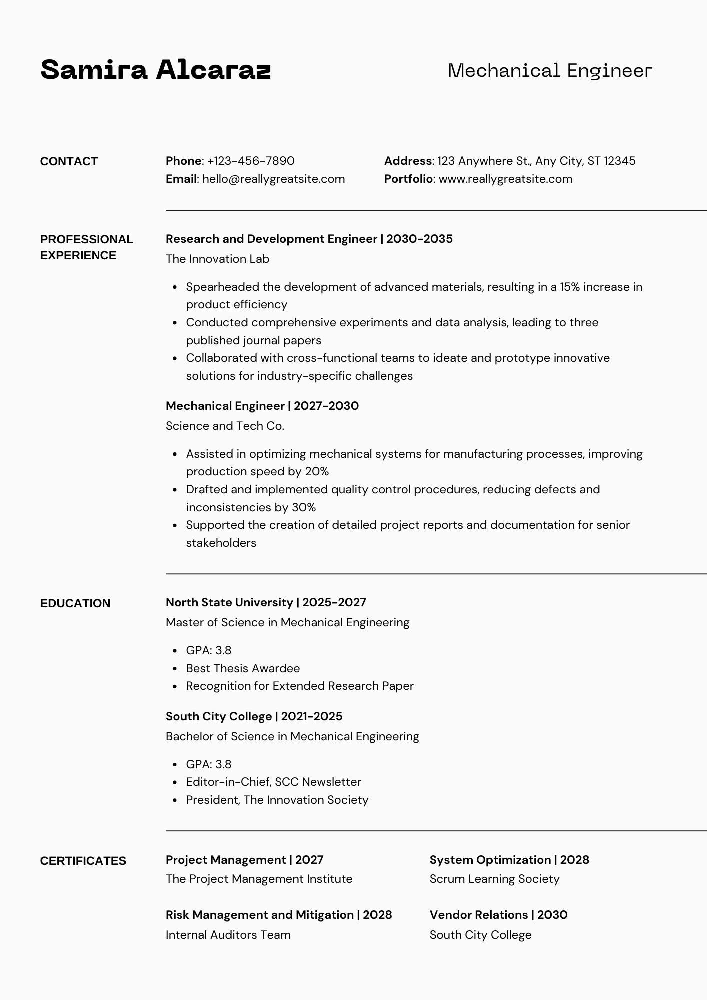 Samira Alcaraz
Mechanical Engineer
CONTACT
Phone: +123-456-7890
Email: hello@reallygreatsite.com
Address: 123 Anywhere St., Any City, ST 12345
Portfolio: www.reallygreatsite.com
PROFESSIONAL
EXPERIENCE
Research and Development Engineer | 2030-2035
The Innovation Lab
• Spearheaded the development of advanced materials, resulting in a 15% increase in
product efficiency
• Conducted comprehensive experiments and data analysis, leading to three
published journal papers
• Collaborated with cross-functional teams to ideate and prototype innovative
solutions for industry-specific challenges
Mechanical Engineer | 2027-2030
Science and Tech Co.
• Assisted in optimizing mechanical systems for manufacturing processes, improving
production speed by 20%
• Drafted and implemented quality control procedures, reducing defects and
inconsistencies by 30%
• Supported the creation of detailed project reports and documentation for senior
stakeholders
EDUCATION
North State University | 2025-2027
Master of Science in Mechanical Engineering
• GPA: 3.8
• Best Thesis Awardee
• Recognition for Extended Research Paper
South City College | 2021-2025
Bachelor of Science in Mechanical Engineering
• GPA: 3.8
• Editor-in-Chief, SCC Newsletter
• President, The Innovation Society
CERTIFICATES
Project Management | 2027
The Project Management Institute
System Optimization | 2028
Scrum Learning Society
Risk Management and Mitigation | 2028
Internal Auditors Team
Vendor Relations | 2030
South City College